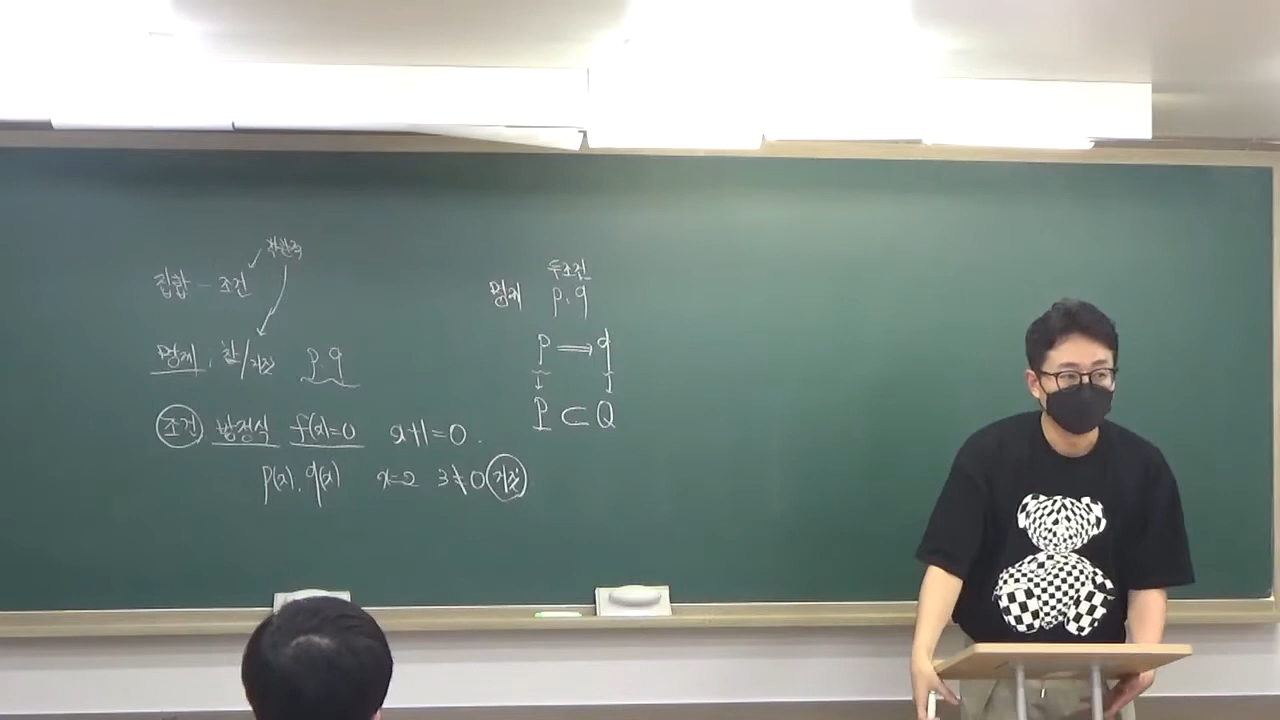 집합 - 조건
명제, 참/거짓 p, q
조건 방정식 f(x)=0 x+1=0.
p(x), q(x) x=2 3≠0 거짓
두조건
명제 p, q
p ⟹ q
↓ ↓
P ⊂ Q